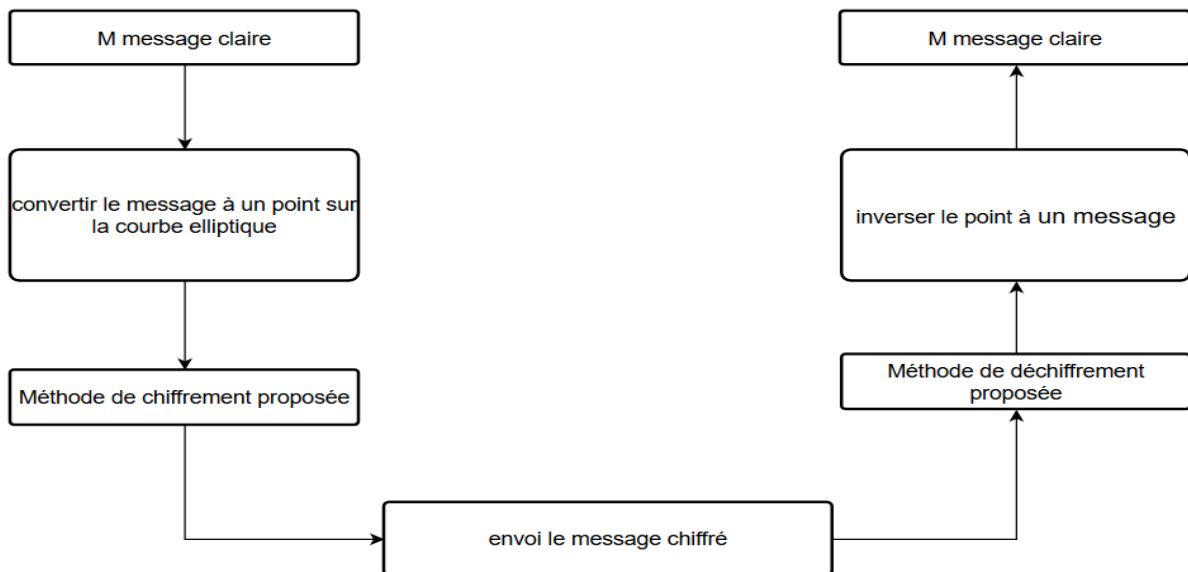 M message claire
M message claire
convertir le message à un point sur
la courbe elliptique
inverser le point à un message
Méthode de chiffrement proposée
Méthode de déchiffrement
proposée
envoi le message chiffré